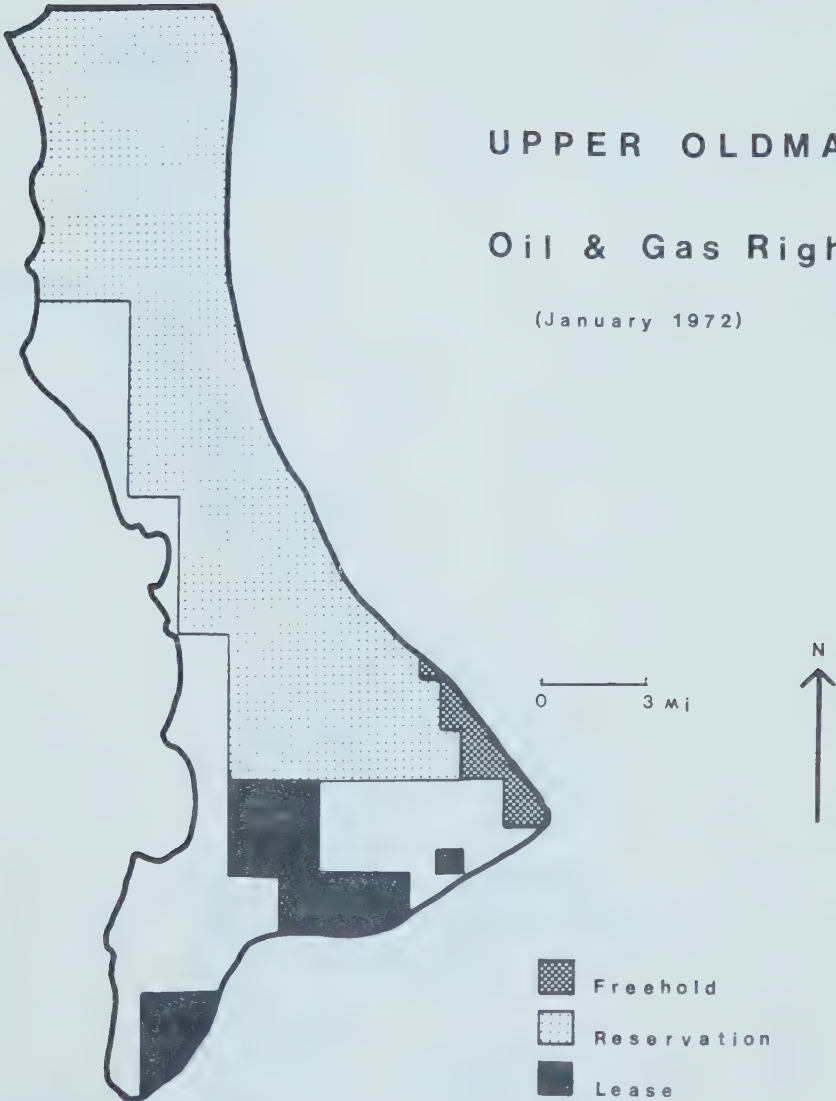 UPPER OLDMA
Oil & Gas Righ
(January 1972)
N
0 3 Mi
Freehold
Reservation
Lease